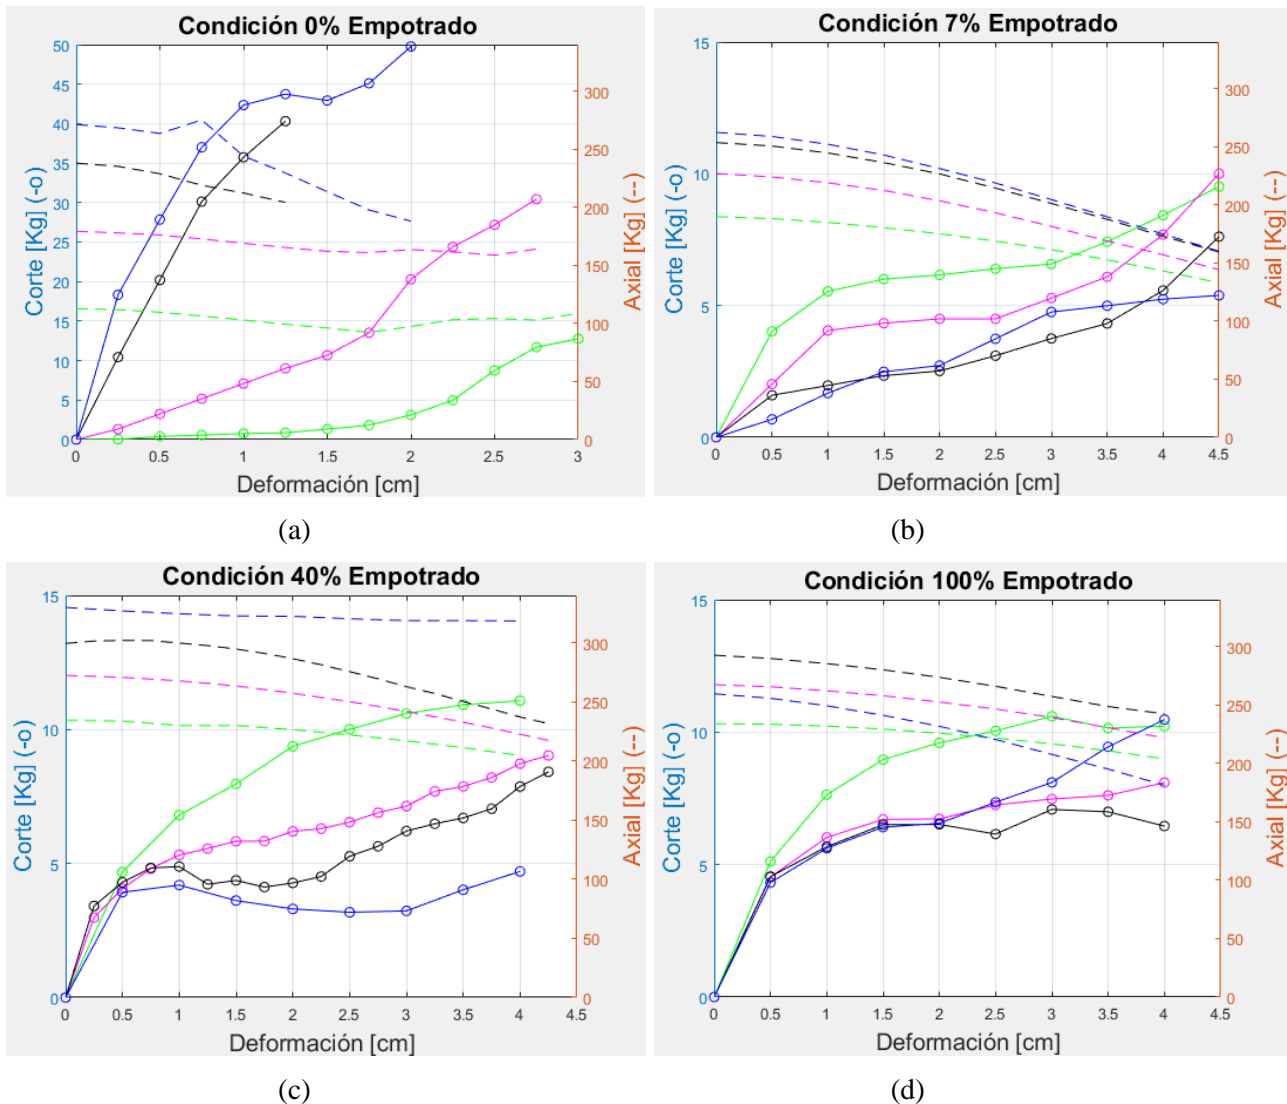 Condición 0% Empotrado
50
45
40
35
30
25
20
15
10
5
0
Corte [Kg] (-o)
300
250
200
150
100
50
0
Axial [Kg] (--)
0 0.5 1 1.5 2 2.5 3
Deformación [cm]
(a)
Condición 7% Empotrado
15
10
5
0
Corte [Kg] (-o)
300
250
200
150
100
50
0
Axial [Kg] (--)
0 0.5 1 1.5 2 2.5 3 3.5 4 4.5
Deformación [cm]
(b)
Condición 40% Empotrado
15
10
5
0
Corte [Kg] (-o)
300
250
200
150
100
50
0
Axial [Kg] (--)
0 0.5 1 1.5 2 2.5 3 3.5 4 4.5
Deformación [cm]
(c)
Condición 100% Empotrado
15
10
5
0
Corte [Kg] (-o)
300
250
200
150
100
50
0
Axial [Kg] (--)
0 0.5 1 1.5 2 2.5 3 3.5 4 4.5
Deformación [cm]
(d)